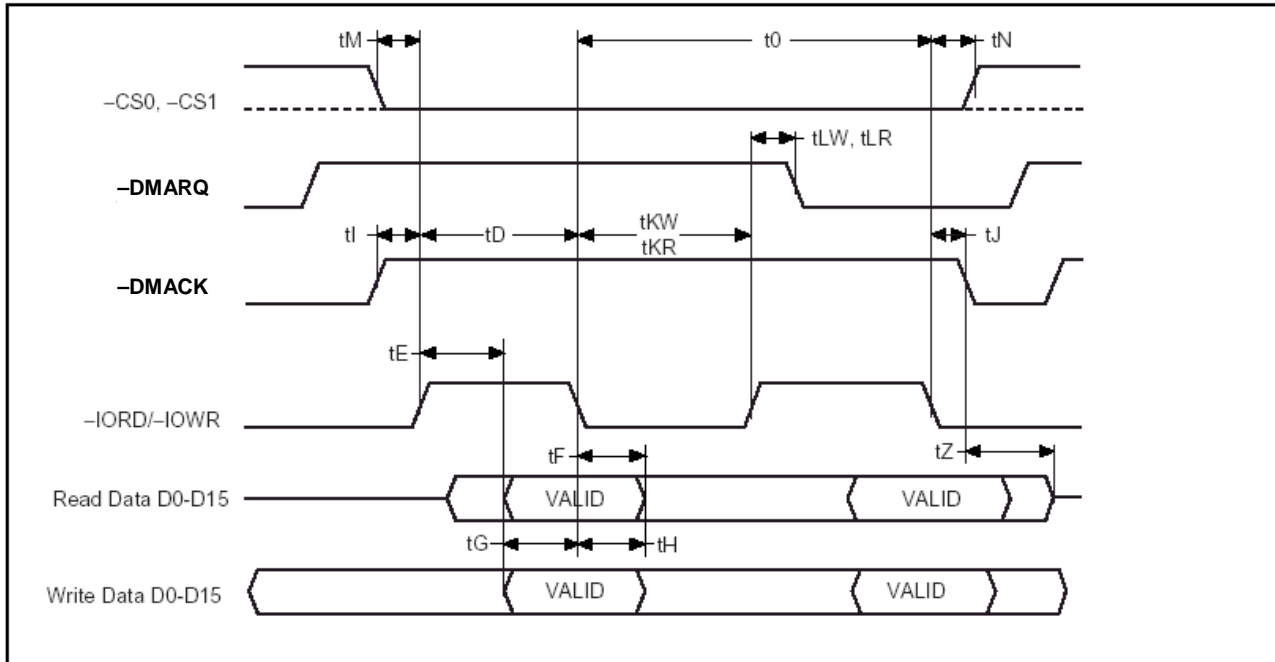 tM
t0
tN
–CS0, –CS1
tLW, tLR
–DMARQ
tI
tD
tKW
tKR
tJ
–DMACK
tE
–IORD/–IOWR
tF
tZ
Read Data D0-D15
VALID
VALID
tG
tH
Write Data D0-D15
VALID
VALID